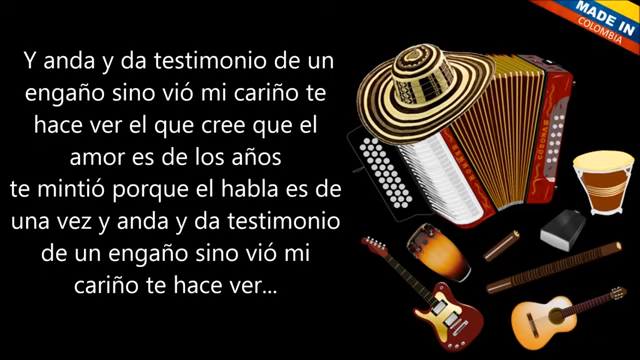 Y anda y da testimonio de un
engaño sino vió mi cariño te
hace ver el que cree que el
amor es de los años
te mintió porque el habla es de
una vez y anda y da testimonio
de un engaño sino vió mi
cariño te hace ver...
MADE IN
COLOMBIA